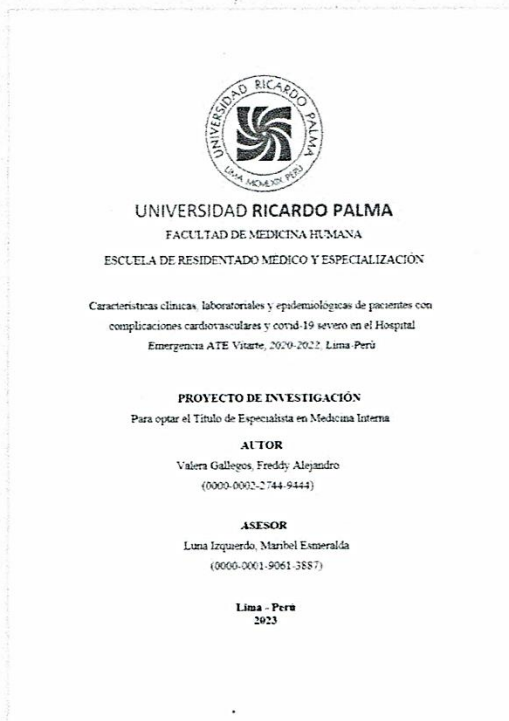 UNIVERSIDAD RICARDO PALMA
LIMA MCMLXIX PERÚ
UNIVERSIDAD RICARDO PALMA
FACULTAD DE MEDICINA HUMANA
ESCUELA DE RESIDENTADO MÉDICO Y ESPECIALIZACIÓN
Características clínicas, laboratoriales y epidemiológicas de pacientes con
complicaciones cardiovasculares y covid-19 severo en el Hospital
Emergencia ATE Vitarte, 2020-2022, Lima-Perú
PROYECTO DE INVESTIGACIÓN
Para optar el Título de Especialista en Medicina Interna
AUTOR
Valera Gallegos, Freddy Alejandro
(0000-0002-2744-9444)
ASESOR
Luna Izquierdo, Maribel Esmeralda
(0000-0001-9061-3887)
Lima - Perú
2023